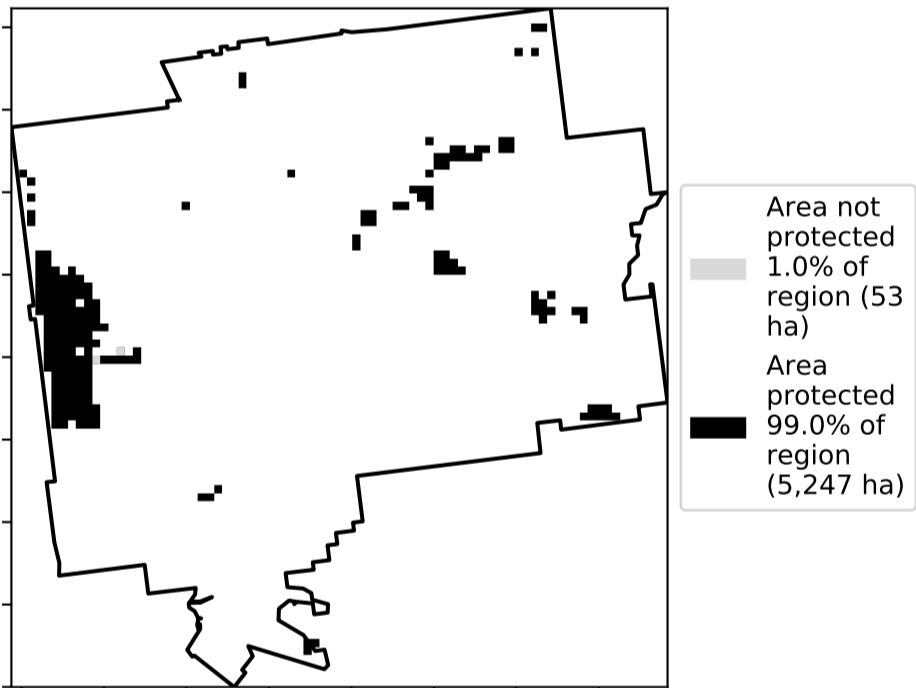 Area not
protected
1.0% of
region (53
ha)
Area
protected
99.0% of
region
(5,247 ha)